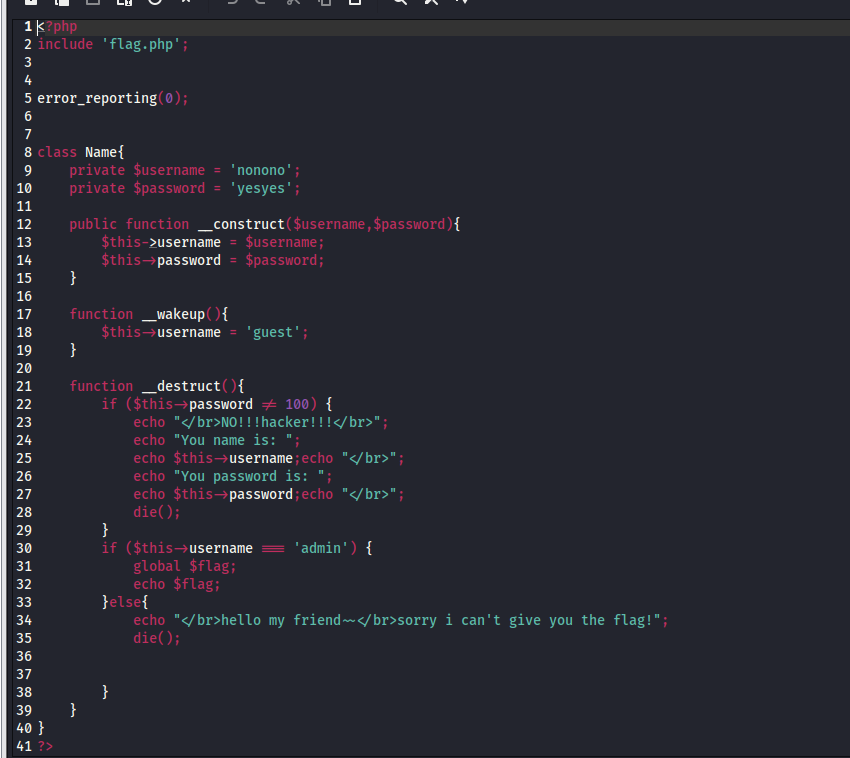 1 <?php
2 include 'flag.php';
3
4
5 error_reporting(0);
6
7
8 class Name{
9     private $username = 'nonono';
10     private $password = 'yesyes';
11
12     public function __construct($username,$password){
13         $this->username = $username;
14         $this->password = $password;
15     }
16
17     function __wakeup(){
18         $this->username = 'guest';
19     }
20
21     function __destruct(){
22         if ($this->password != 100) {
23             echo "</br>NO!!!hacker!!!</br>";
24             echo "You name is: ";
25             echo $this->username;echo "</br>";
26             echo "You password is: ";
27             echo $this->password;echo "</br>";
28             die();
29         }
30         if ($this->username === 'admin') {
31             global $flag;
32             echo $flag;
33         }else{
34             echo "</br>hello my friend~~</br>sorry i can't give you the flag!";
35             die();
36
37
38         }
39     }
40 }
41 ?>